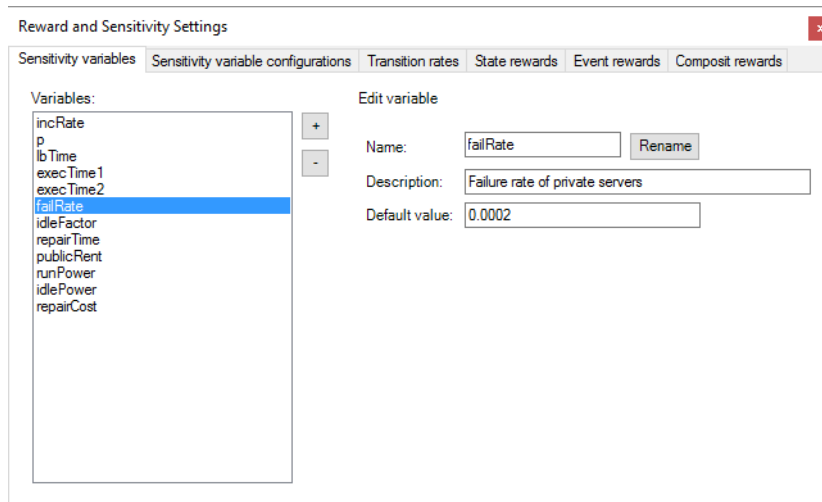 Reward and Sensitivity Settings
x
Sensitivity variables Sensitivity variable configurations Transition rates State rewards Event rewards Composit rewards
Variables:
incRate
p
lbTime
execTime1
execTime2
failRate
idleFactor
repairTime
publicRent
runPower
idlePower
repairCost
+
-
Edit variable
Name: failRate Rename
Description: Failure rate of private servers
Default value: 0.0002